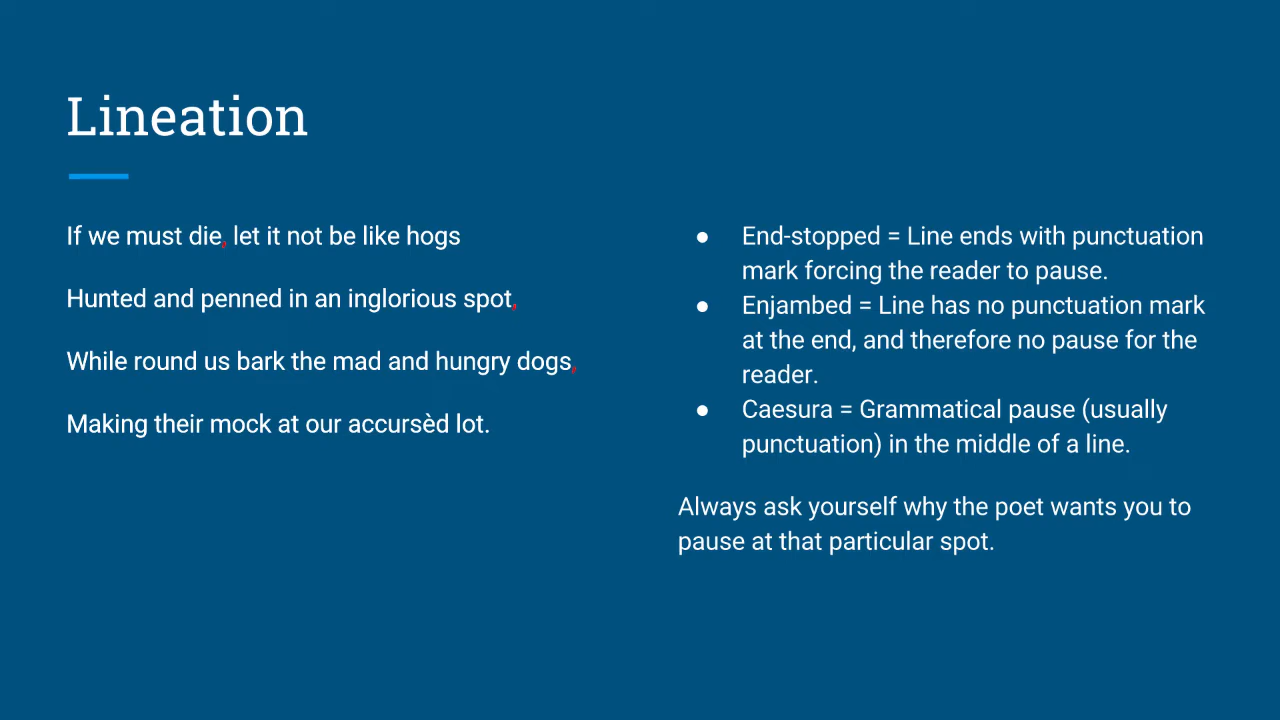 Lineation
If we must die, let it not be like hogs
Hunted and penned in an inglorious spot,
While round us bark the mad and hungry dogs,
Making their mock at our accursèd lot.
● End-stopped = Line ends with punctuation
mark forcing the reader to pause.
● Enjambed = Line has no punctuation mark
at the end, and therefore no pause for the
reader.
● Caesura = Grammatical pause (usually
punctuation) in the middle of a line.
Always ask yourself why the poet wants you to
pause at that particular spot.